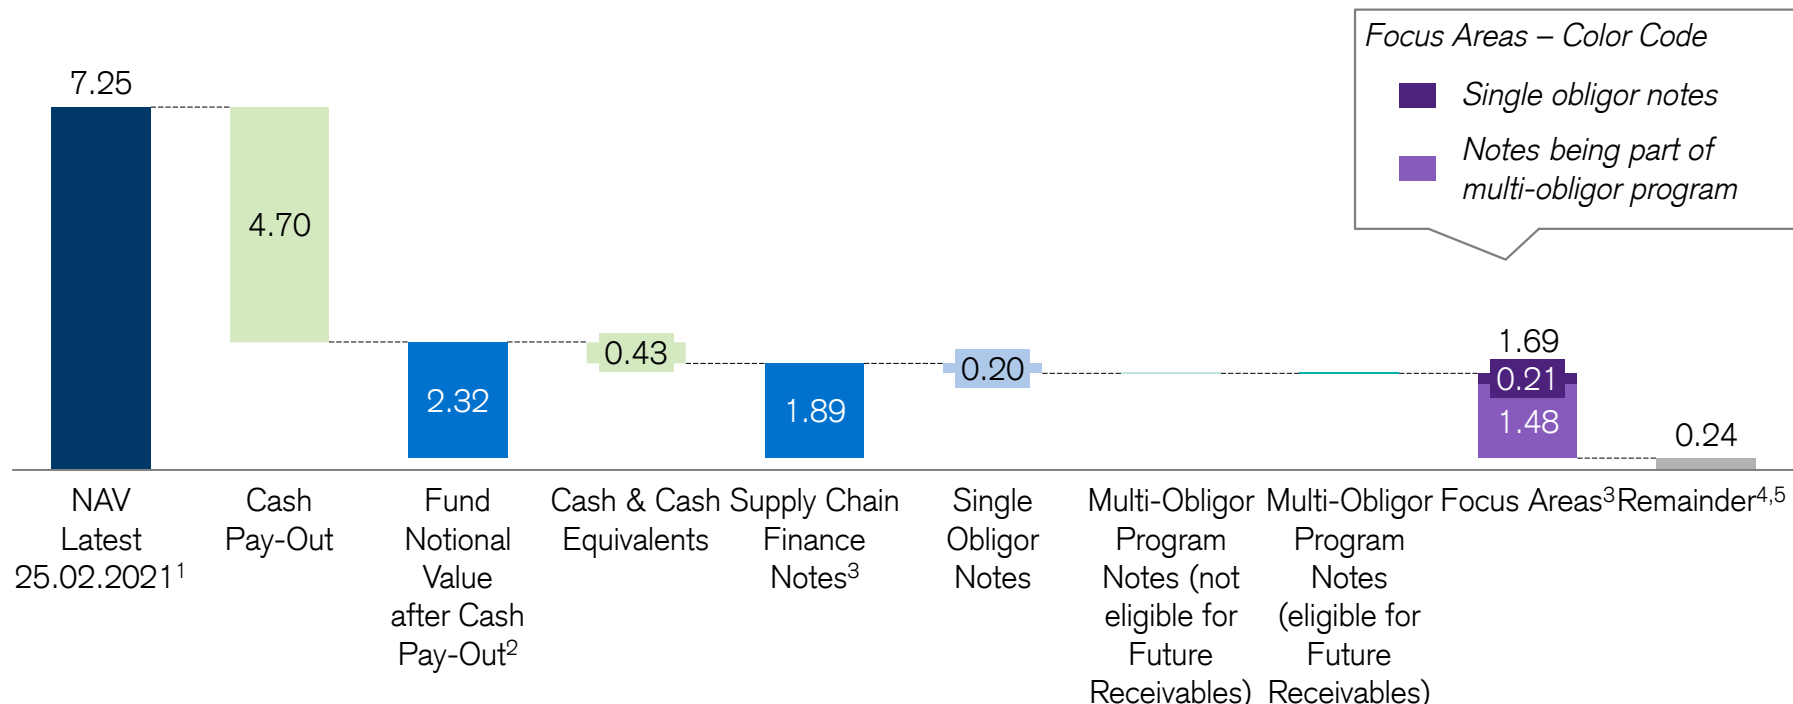 Focus Areas – Color Code
Single obligor notes
Notes being part of
multi-obligor program
7.25
4.70
2.32
0.43
1.89
0.20
1.69
0.21
1.48
0.24
NAV
Latest
25.02.2021¹
Cash
Pay-Out
Fund
Notional
Value
after Cash
Pay-Out²
Cash & Cash
Equivalents
Supply Chain
Finance
Notes³
Single
Obligor
Notes
Multi-Obligor
Program
Notes (not
eligible for
Future
Receivables)
Multi-Obligor
Program
Notes
(eligible for
Future
Receivables)
Focus Areas³
Remainder⁴,⁵